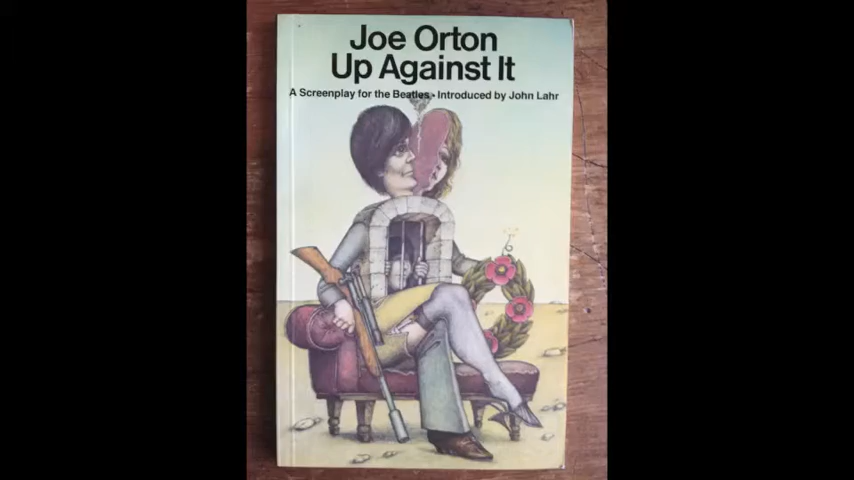 Joe Orton
Up Against It
A Screenplay for the Beatles • Introduced by John Lahr